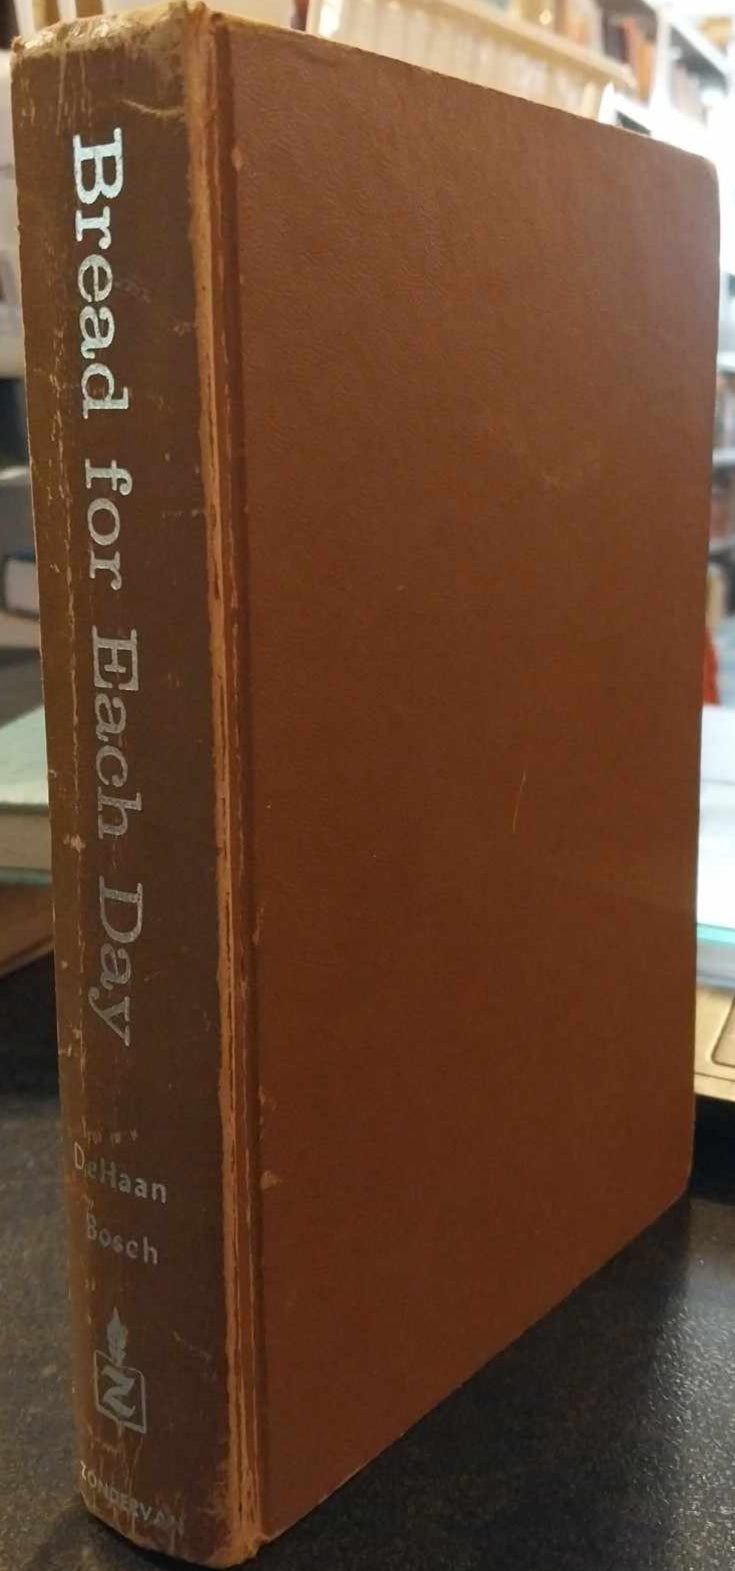 Bread for Each Day
DeHaan
Bosch
Z
ZONDERVAN